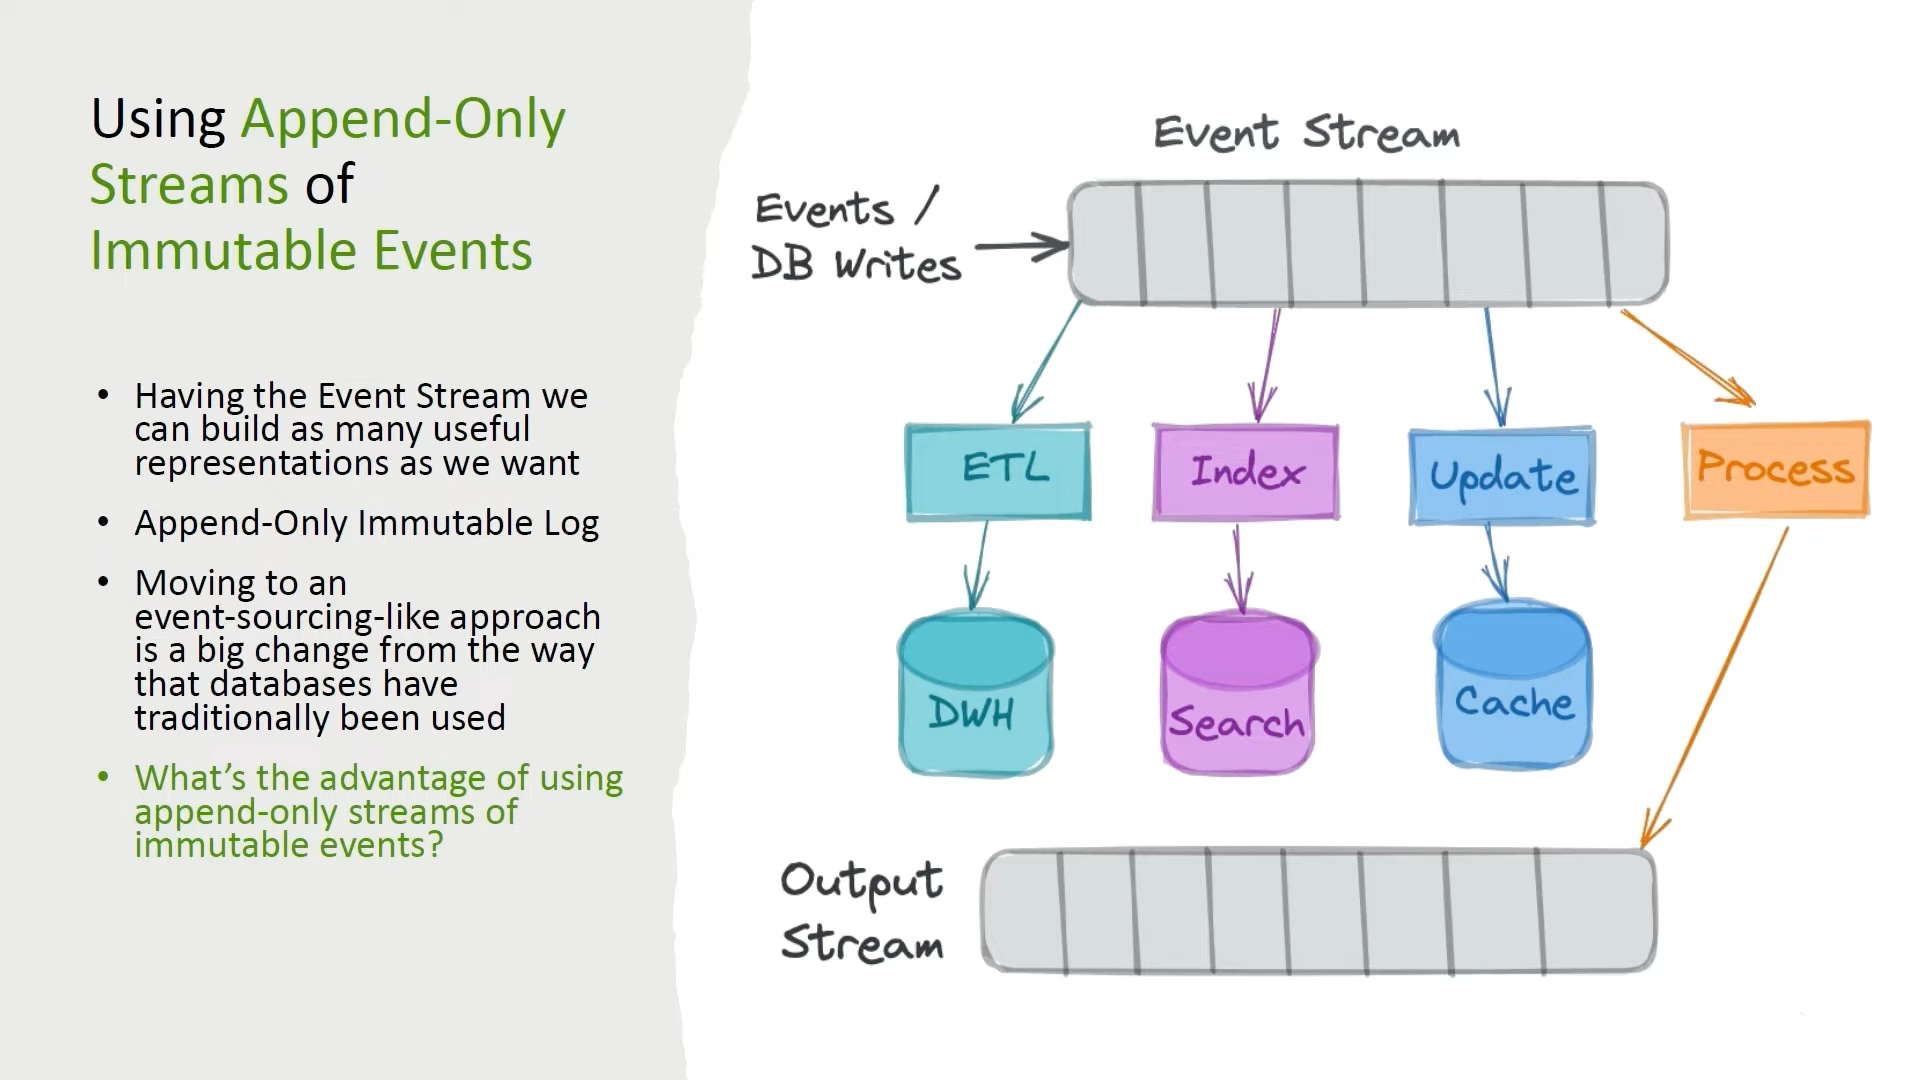 Using Append-Only
Streams of
Immutable Events
• Having the Event Stream we
can build as many useful
representations as we want
• Append-Only Immutable Log
• Moving to an
event-sourcing-like approach
is a big change from the way
that databases have
traditionally been used
• What’s the advantage of using
append-only streams of
immutable events?
Event Stream
Events /
DB Writes
ETL
Index
Update
Process
DWH
Search
Cache
Output
Stream